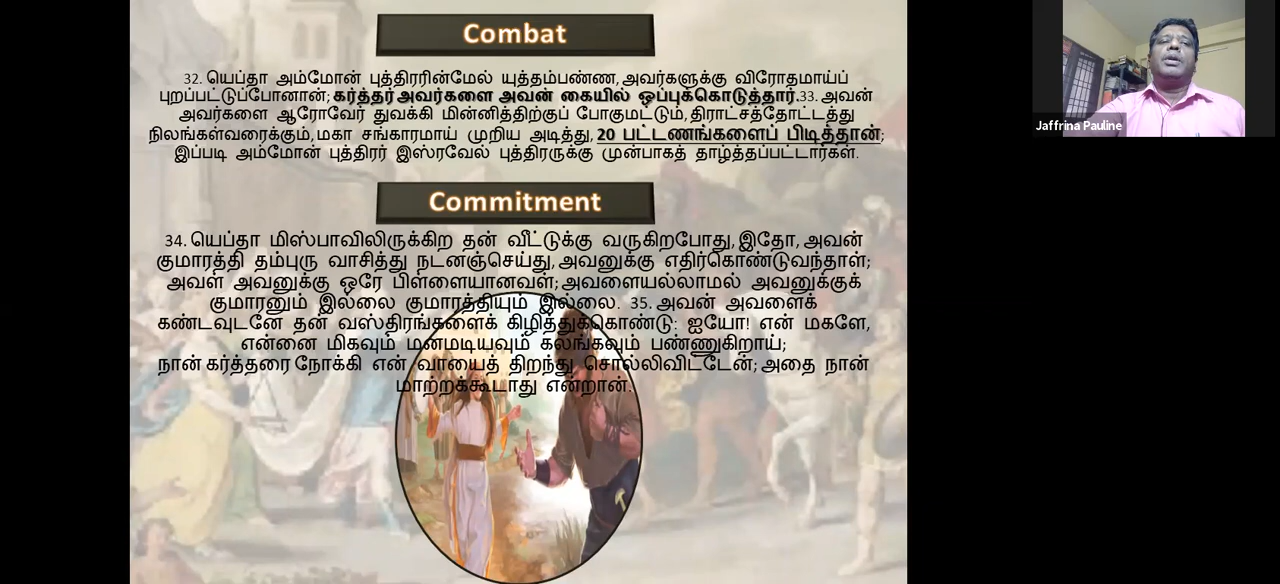 Combat
32. யெப்தா அம்மோன் புத்திரரின்மேல் யுத்தம்பண்ண, அவர்களுக்கு விரோதமாய்ப்
புறப்பட்டுப்போனான்; கர்த்தர் அவர்களை அவன் கையில் ஒப்புக்கொடுத்தார். 33. அவன்
அவர்களை ஆரோவேர் துவக்கி மின்னித்திற்குப் போகுமட்டும், திராட்சத்தோட்டத்து
நிலங்கள்வரைக்கும், மகா சங்காரமாய் முறிய அடித்து, 20 பட்டணங்களைப் பிடித்தான்;
இப்படி அம்மோன் புத்திரர் இஸ்ரவேல் புத்திரருக்கு முன்பாகத் தாழ்த்தப்பட்டார்கள்.
Commitment
34. யெப்தா மிஸ்பாவிலிருக்கிற தன் வீட்டுக்கு வருகிறபோது, இதோ, அவன்
குமாரத்தி தம்புரு வாசித்து நடனஞ்செய்து, அவனுக்கு எதிர்கொண்டுவந்தாள்;
அவள் அவனுக்கு ஒரே பிள்ளையானவள்; அவளையல்லாமல் அவனுக்குக்
குமாரனும் இல்லை குமாரத்தியும் இல்லை. 35. அவன் அவளைக்
கண்டவுடனே தன் வஸ்திரங்களைக் கிழித்துக்கொண்டு: ஐயோ! என் மகளே,
என்னை மிகவும் மனமடியவும் கலங்கவும் பண்ணுகிறாய்;
நான் கர்த்தரை நோக்கி என் வாயைத் திறந்து சொல்லிவிட்டேன்; அதை நான்
மாற்றக்கூடாது என்றான்.
Jaffrina Pauline